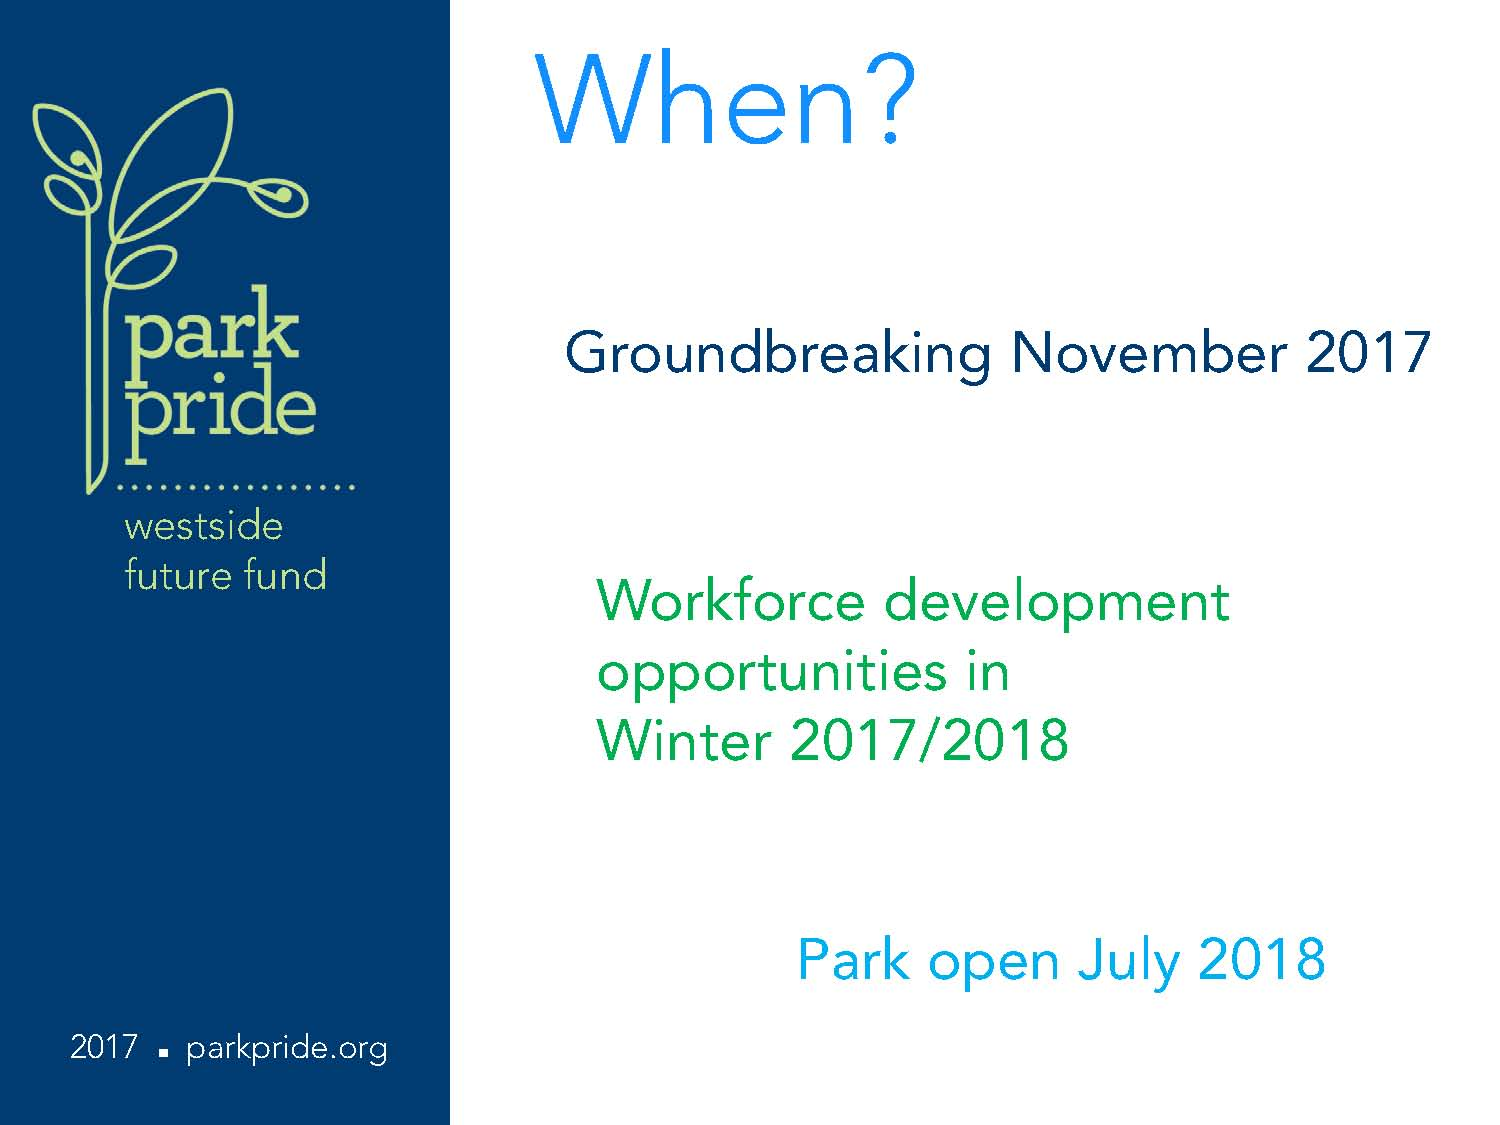 When?
park
pride
westside
future fund
Groundbreaking November 2017
Workforce development
opportunities in
Winter 2017/2018
Park open July 2018
2017 ▪ parkpride.org